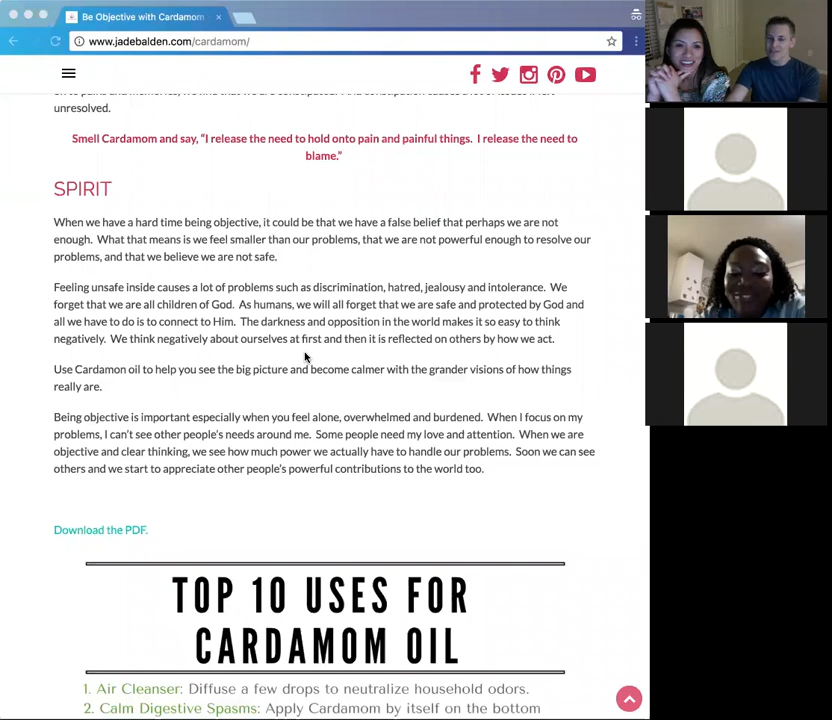 Be Objective with Cardamom
www.jadebalden.com/cardamom/
unresolved.
Smell Cardamom and say, “I release the need to hold onto pain and painful things.  I release the need to
blame.”
SPIRIT
When we have a hard time being objective, it could be that we have a false belief that perhaps we are not
enough.  What that means is we feel smaller than our problems, that we are not powerful enough to resolve our
problems, and that we believe we are not safe.
Feeling unsafe inside causes a lot of problems such as discrimination, hatred, jealousy and intolerance.  We
forget that we are all children of God.  As humans, we will all forget that we are safe and protected by God and
all we have to do is to connect to Him.  The darkness and opposition in the world makes it so easy to think
negatively.  We think negatively about ourselves at first and then it is reflected on others by how we act.
Use Cardamon oil to help you see the big picture and become calmer with the grander visions of how things
really are.
Being objective is important especially when you feel alone, overwhelmed and burdened.  When I focus on my
problems, I can’t see other people’s needs around me.  Some people need my love and attention.  When we are
objective and clear thinking, we see how much power we actually have to handle our problems.  Soon we can see
others and we start to appreciate other people’s powerful contributions to the world too.
Download the PDF.
TOP 10 USES FOR
CARDAMOM OIL
1. Air Cleanser: Diffuse a few drops to neutralize household odors.
2. Calm Digestive Spasms: Apply Cardamom by itself on the bottom